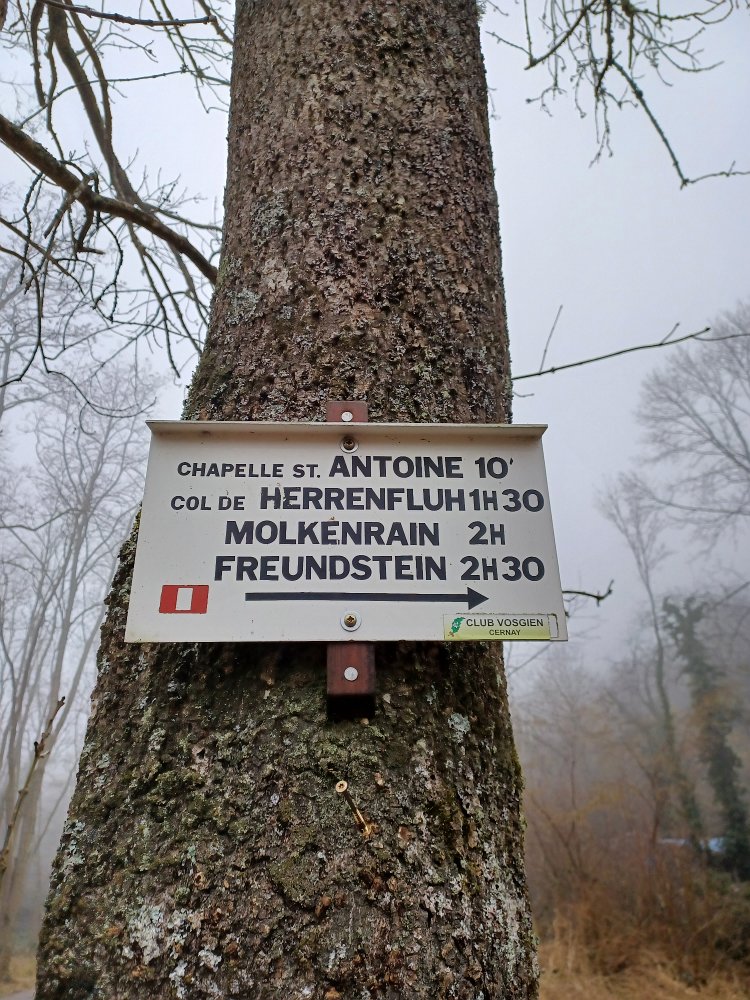 CHAPELLE ST. ANTOINE 10'
COL DE HERRENFLUH 1H30
MOLKENRAIN 2H
FREUNDSTEIN 2H30
CLUB VOSGIEN
CERNAY